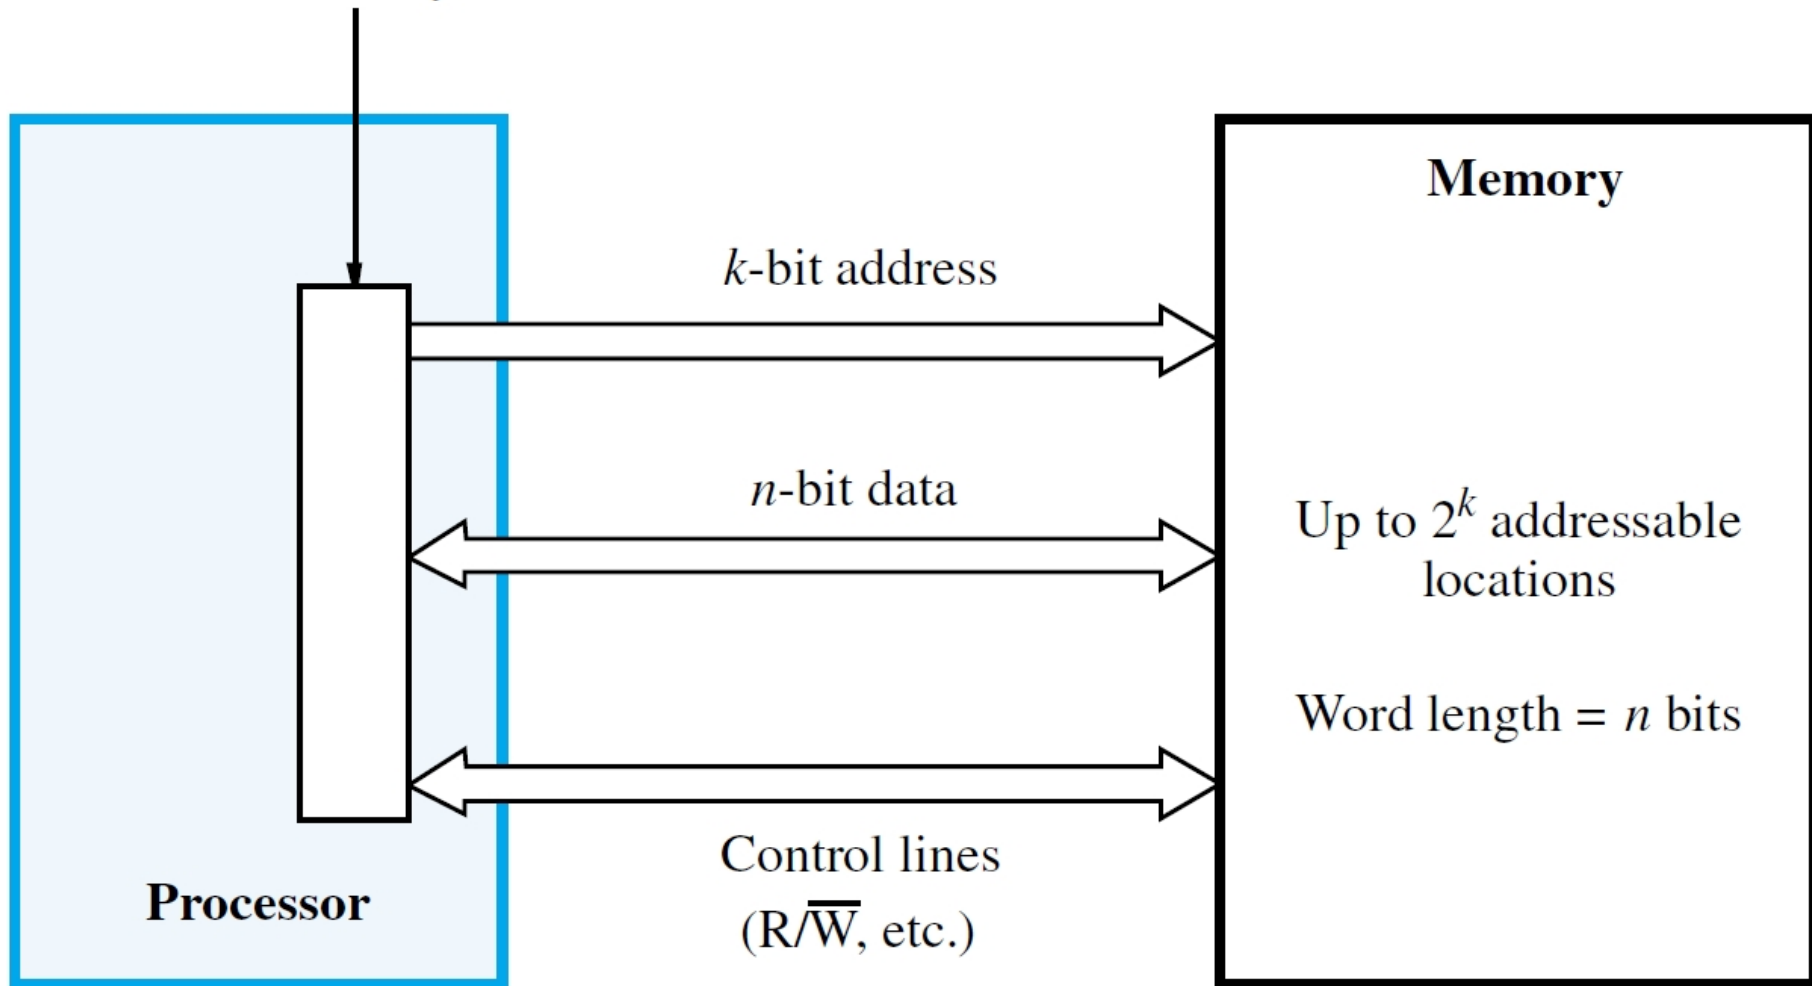 k-bit address
n-bit data
Control lines
(R/W̅, etc.)
Processor
Memory
Up to 2^k addressable
locations
Word length = n bits